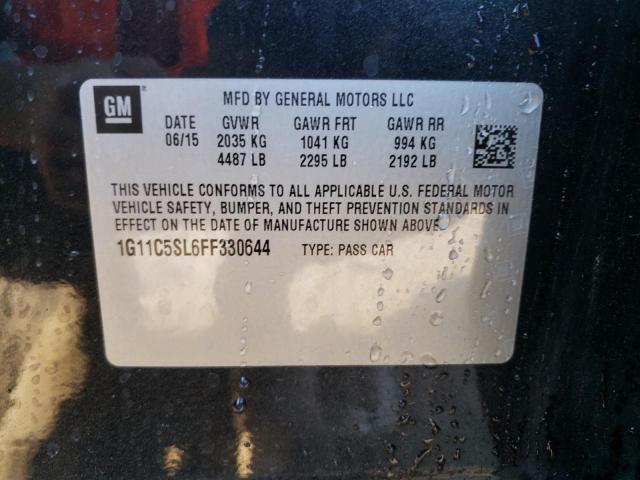 GM
MFD BY GENERAL MOTORS LLC
DATE GVWR GAWR FRT GAWR RR
06/15 2035 KG 1041 KG 994 KG
4487 LB 2295 LB 2192 LB
THIS VEHICLE CONFORMS TO ALL APPLICABLE U.S. FEDERAL MOTOR
VEHICLE SAFETY, BUMPER, AND THEFT PREVENTION STANDARDS IN
EFFECT ON THE DATE OF MANUFACTURE SHOWN ABOVE.
1G11C5SL6FF330644 TYPE: PASS CAR